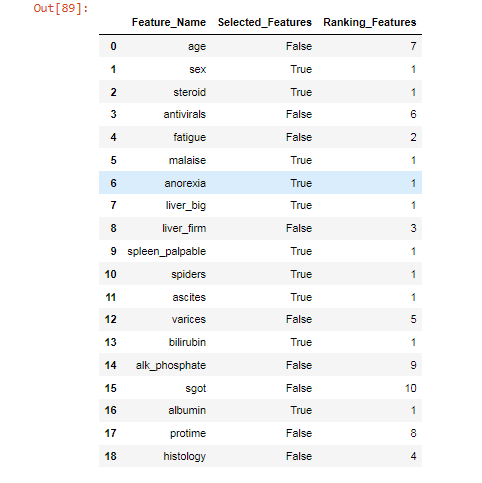 Out[89]:
Feature_Name Selected_Features Ranking_Features
0 age False 7
1 sex True 1
2 steroid True 1
3 antivirals False 6
4 fatigue False 2
5 malaise True 1
6 anorexia True 1
7 liver_big True 1
8 liver_firm False 3
9 spleen_palpable True 1
10 spiders True 1
11 ascites True 1
12 varices False 5
13 bilirubin True 1
14 alk_phosphate False 9
15 sgot False 10
16 albumin True 1
17 protime False 8
18 histology False 4